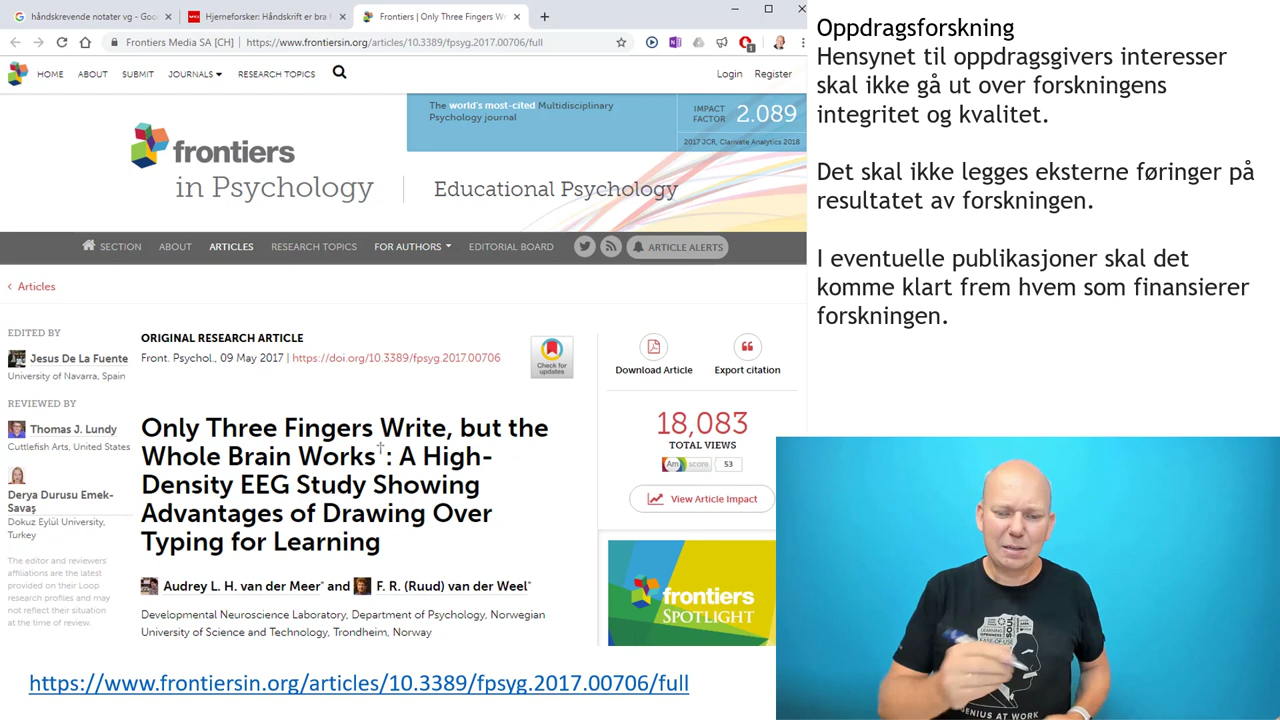 håndskrevende notater vg - Goo
Hjerneforsker: Håndskrift er bra f
Frontiers | Only Three Fingers Wr
Frontiers Media SA [CH]
https://www.frontiersin.org/articles/10.3389/fpsyg.2017.00706/full
HOME ABOUT SUBMIT JOURNALS RESEARCH TOPICS
Login Register
The world's most-cited Multidisciplinary
Psychology journal
IMPACT
FACTOR 2.089
2017 JCR, Clarivate Analytics 2018
frontiers
in Psychology
Educational Psychology
SECTION ABOUT ARTICLES RESEARCH TOPICS FOR AUTHORS EDITORIAL BOARD ARTICLE ALERTS
Articles
EDITED BY
Jesus De La Fuente
University of Navarra, Spain
REVIEWED BY
Thomas J. Lundy
Cuttlefish Arts, United States
Derya Durusu Emek-
Savaş
Dokuz Eylül University,
Turkey
The editor and reviewers
affiliations are the latest
provided on their Loop
research profiles and may
not reflect their situation
at the time of review.
ORIGINAL RESEARCH ARTICLE
Front. Psychol., 09 May 2017 | https://doi.org/10.3389/fpsyg.2017.00706
Check for
updates
Only Three Fingers Write, but the
Whole Brain Works†: A High-
Density EEG Study Showing
Advantages of Drawing Over
Typing for Learning
Audrey L. H. van der Meer* and F. R. (Ruud) van der Weel*
Developmental Neuroscience Laboratory, Department of Psychology, Norwegian
University of Science and Technology, Trondheim, Norway
Download Article
Export citation
18,083
TOTAL VIEWS
Am score 53
View Article Impact
frontiers
SPOTLIGHT
https://www.frontiersin.org/articles/10.3389/fpsyg.2017.00706/full
Oppdragsforskning
Hensynet til oppdragsgivers interesser
skal ikke gå ut over forskningens
integritet og kvalitet.
Det skal ikke legges eksterne føringer på
resultatet av forskningen.
I eventuelle publikasjoner skal det
komme klart frem hvem som finansierer
forskningen.
SOUL
EASE-OF-USE
GENIUS AT WORK